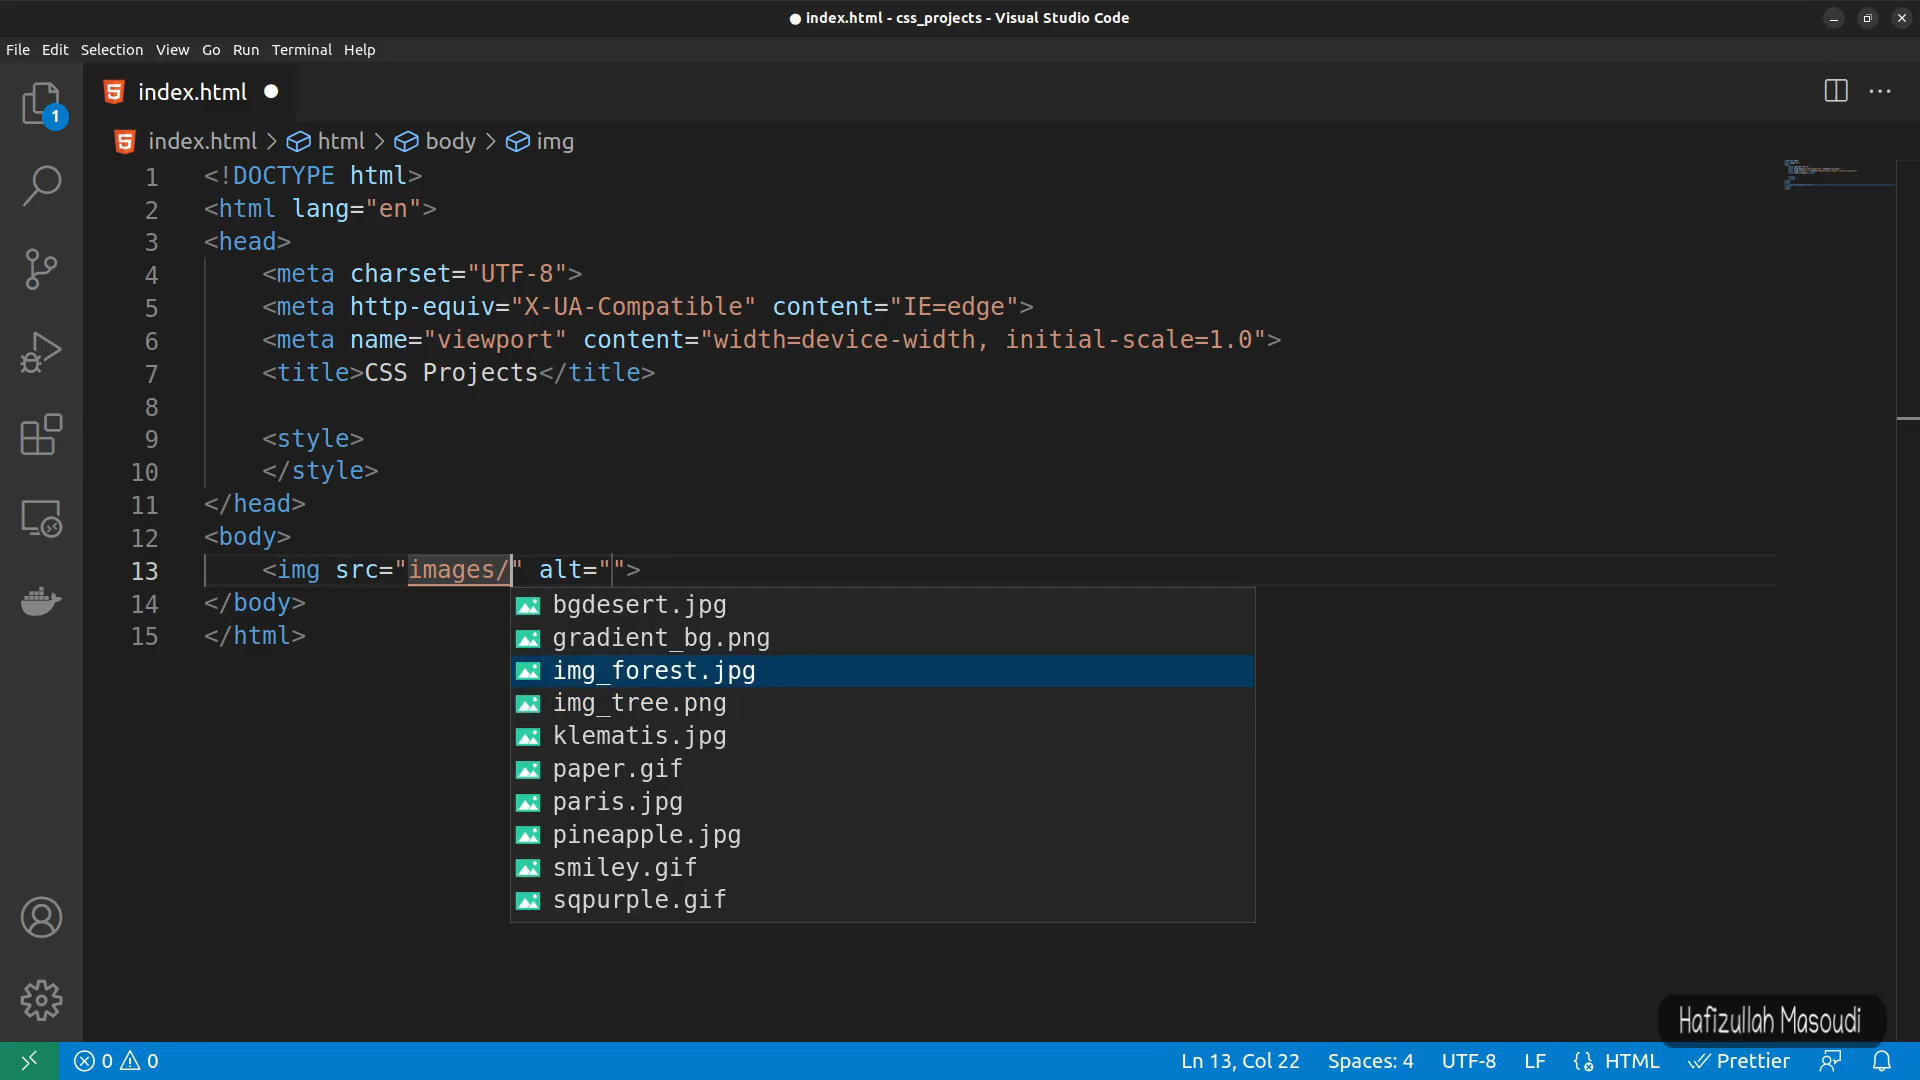 ● index.html - css_projects - Visual Studio Code
File Edit Selection View Go Run Terminal Help
1
index.html ●
index.html > html > body > img
1 <!DOCTYPE html>
2 <html lang="en">
3 <head>
4 <meta charset="UTF-8">
5 <meta http-equiv="X-UA-Compatible" content="IE=edge">
6 <meta name="viewport" content="width=device-width, initial-scale=1.0">
7 <title>CSS Projects</title>
8
9 <style>
10 </style>
11 </head>
12 <body>
13 <img src="images/" alt="">
14 </body>
15 </html>
bgdesert.jpg
gradient_bg.png
img_forest.jpg
img_tree.png
klematis.jpg
paper.gif
paris.jpg
pineapple.jpg
smiley.gif
sqpurple.gif
Hafizullah Masoudi
0 0 Ln 13, Col 22 Spaces: 4 UTF-8 LF HTML Prettier